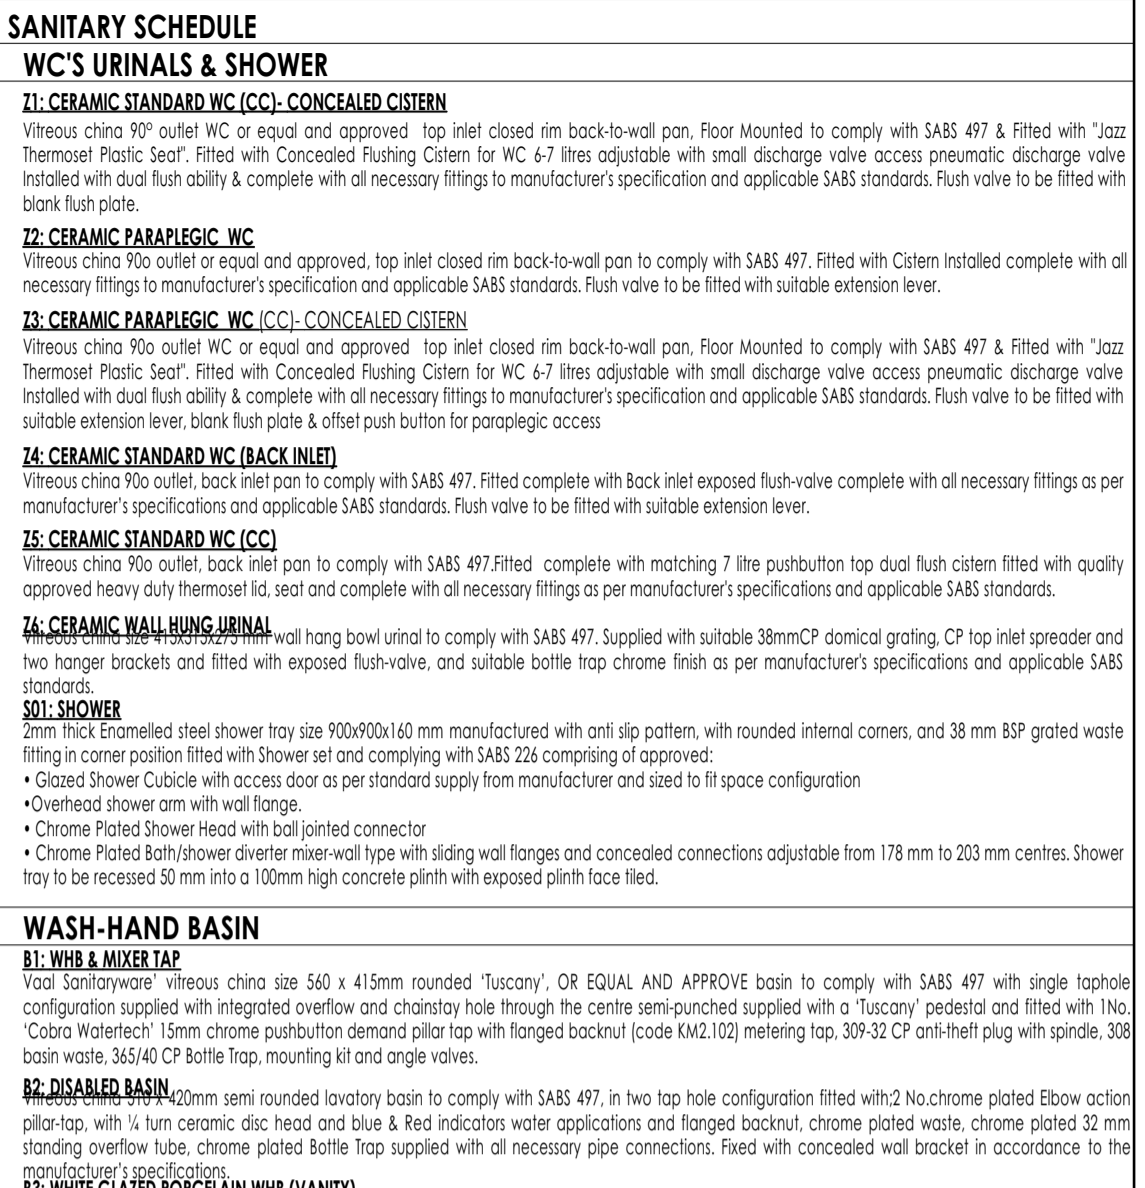 SANITARY SCHEDULE
WC'S URINALS & SHOWER
Z1: CERAMIC STANDARD WC (CC)- CONCEALED CISTERN
Vitreous china 90° outlet WC or equal and approved top inlet closed rim back-to-wall pan, Floor Mounted to comply with SABS 497 & Fitted with "Jazz
Thermoset Plastic Seat". Fitted with Concealed Flushing Cistern for WC 6-7 litres adjustable with small discharge valve access pneumatic discharge valve
Installed with dual flush ability & complete with all necessary fittings to manufacturer's specification and applicable SABS standards. Flush valve to be fitted with
blank flush plate.
Z2: CERAMIC PARAPLEGIC WC
Vitreous china 90o outlet or equal and approved, top inlet closed rim back-to-wall pan to comply with SABS 497. Fitted with Cistern Installed complete with all
necessary fittings to manufacturer's specification and applicable SABS standards. Flush valve to be fitted with suitable extension lever.
Z3: CERAMIC PARAPLEGIC WC (CC)- CONCEALED CISTERN
Vitreous china 90o outlet WC or equal and approved top inlet closed rim back-to-wall pan, Floor Mounted to comply with SABS 497 & Fitted with "Jazz
Thermoset Plastic Seat". Fitted with Concealed Flushing Cistern for WC 6-7 litres adjustable with small discharge valve access pneumatic discharge valve
Installed with dual flush ability & complete with all necessary fittings to manufacturer's specification and applicable SABS standards. Flush valve to be fitted with
suitable extension lever, blank flush plate & offset push button for paraplegic access
Z4: CERAMIC STANDARD WC (BACK INLET)
Vitreous china 90o outlet, back inlet pan to comply with SABS 497. Fitted complete with Back inlet exposed flush-valve complete with all necessary fittings as per
manufacturer's specifications and applicable SABS standards. Flush valve to be fitted with suitable extension lever.
Z5: CERAMIC STANDARD WC (CC)
Vitreous china 90o outlet, back inlet pan to comply with SABS 497.Fitted complete with matching 7 litre pushbutton top dual flush cistern fitted with quality
approved heavy duty thermoset lid, seat and complete with all necessary fittings as per manufacturer's specifications and applicable SABS standards.
Z6: CERAMIC WALL HUNG URINAL
Vitreous china size 415x315x275 mm wall hang bowl urinal to comply with SABS 497. Supplied with suitable 38mmCP domical grating, CP top inlet spreader and
two hanger brackets and fitted with exposed flush-valve, and suitable bottle trap chrome finish as per manufacturer's specifications and applicable SABS
standards.
S01: SHOWER
2mm thick Enamelled steel shower tray size 900x900x160 mm manufactured with anti slip pattern, with rounded internal corners, and 38 mm BSP grated waste
fitting in corner position fitted with Shower set and complying with SABS 226 comprising of approved:
• Glazed Shower Cubicle with access door as per standard supply from manufacturer and sized to fit space configuration
•Overhead shower arm with wall flange.
• Chrome Plated Shower Head with ball jointed connector
• Chrome Plated Bath/shower diverter mixer-wall type with sliding wall flanges and concealed connections adjustable from 178 mm to 203 mm centres. Shower
tray to be recessed 50 mm into a 100mm high concrete plinth with exposed plinth face tiled.
WASH-HAND BASIN
B1: WHB & MIXER TAP
Vaal Sanitaryware' vitreous china size 560 x 415mm rounded 'Tuscany', OR EQUAL AND APPROVE basin to comply with SABS 497 with single taphole
configuration supplied with integrated overflow and chainstay hole through the centre semi-punched supplied with a 'Tuscany' pedestal and fitted with 1No.
'Cobra Watertech' 15mm chrome pushbutton demand pillar tap with flanged backnut (code KM2.102) metering tap, 309-32 CP anti-theft plug with spindle, 308
basin waste, 365/40 CP Bottle Trap, mounting kit and angle valves.
B2: DISABLED BASIN
Vitreous china 510 x 420mm semi rounded lavatory basin to comply with SABS 497, in two tap hole configuration fitted with;2 No.chrome plated Elbow action
pillar-tap, with ¼ turn ceramic disc head and blue & Red indicators water applications and flanged backnut, chrome plated waste, chrome plated 32 mm
standing overflow tube, chrome plated Bottle Trap supplied with all necessary pipe connections. Fixed with concealed wall bracket in accordance to the
manufacturer's specifications.
B3: WHITE GLAZED PORCELAIN WHB (VANITY)